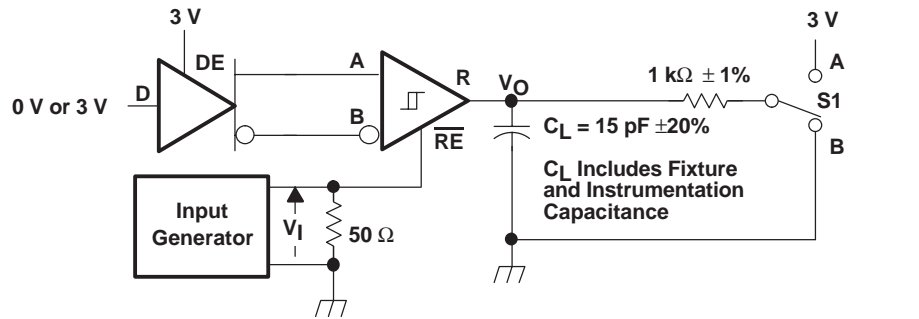 3 V
DE
D
0 V or 3 V
A
B
R
RE
VO
1 kΩ ± 1%
3 V
A
S1
B
CL = 15 pF ±20%
CL Includes Fixture
and Instrumentation
Capacitance
Input
Generator
VI
50 Ω